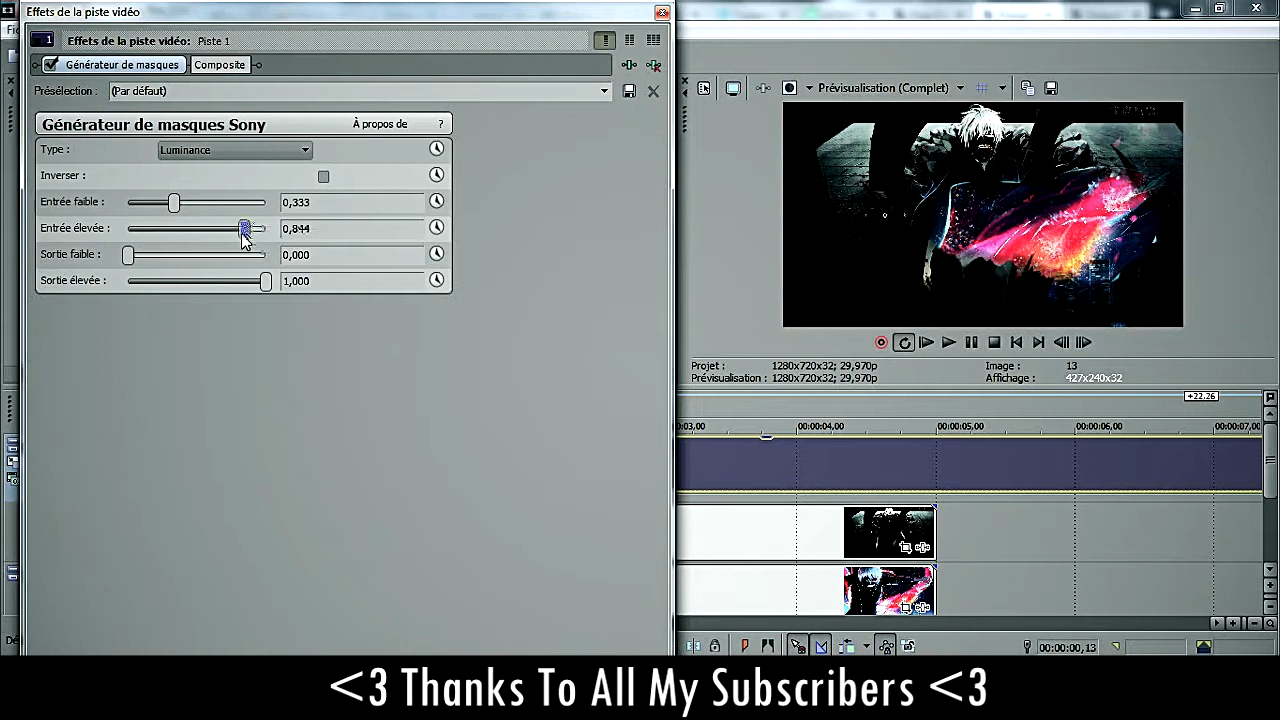 Effets de la piste vidéo
Effets de la piste vidéo: Piste 1
Générateur de masques Composite
Présélection : (Par défaut)
Générateur de masques Sony À propos de ?
Type : Luminance
Inverser :
Entrée faible : 0,333
Entrée élevée : 0,844
Sortie faible : 0,000
Sortie élevée : 1,000
Prévisualisation (Complet)
Projet : 1280x720x32; 29,970p Image : 13
Prévisualisation : 1280x720x32; 29,970p Affichage : 427x240x32
+22.26
00:00:04,00 00:00:05,00 00:00:06,00 00:00:07,00
00:00:00,13
<3 Thanks To All My Subscribers <3